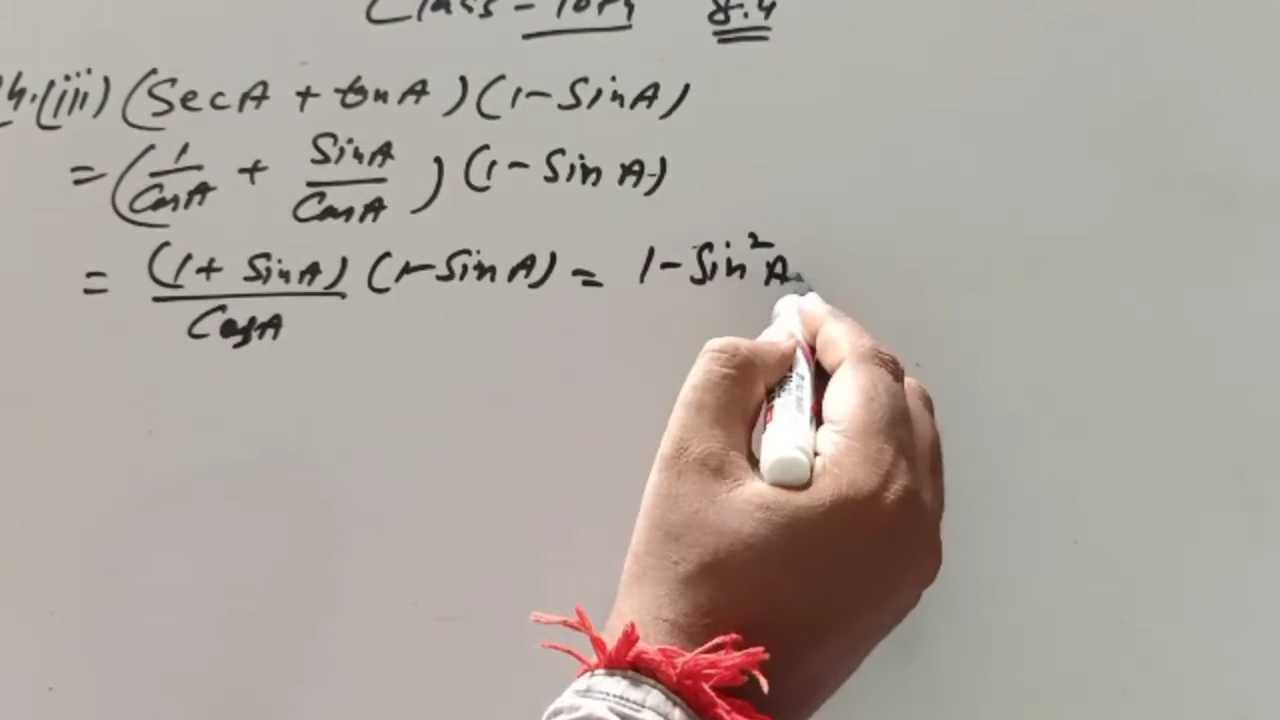 Class - 10th 8.4
4.(iii) (SecA + tanA)(1-SinA)
= (1/CosA + SinA/CosA)(1-Sin A)
= (1+ SinA)/CosA (1-SinA) = 1-Sin²A